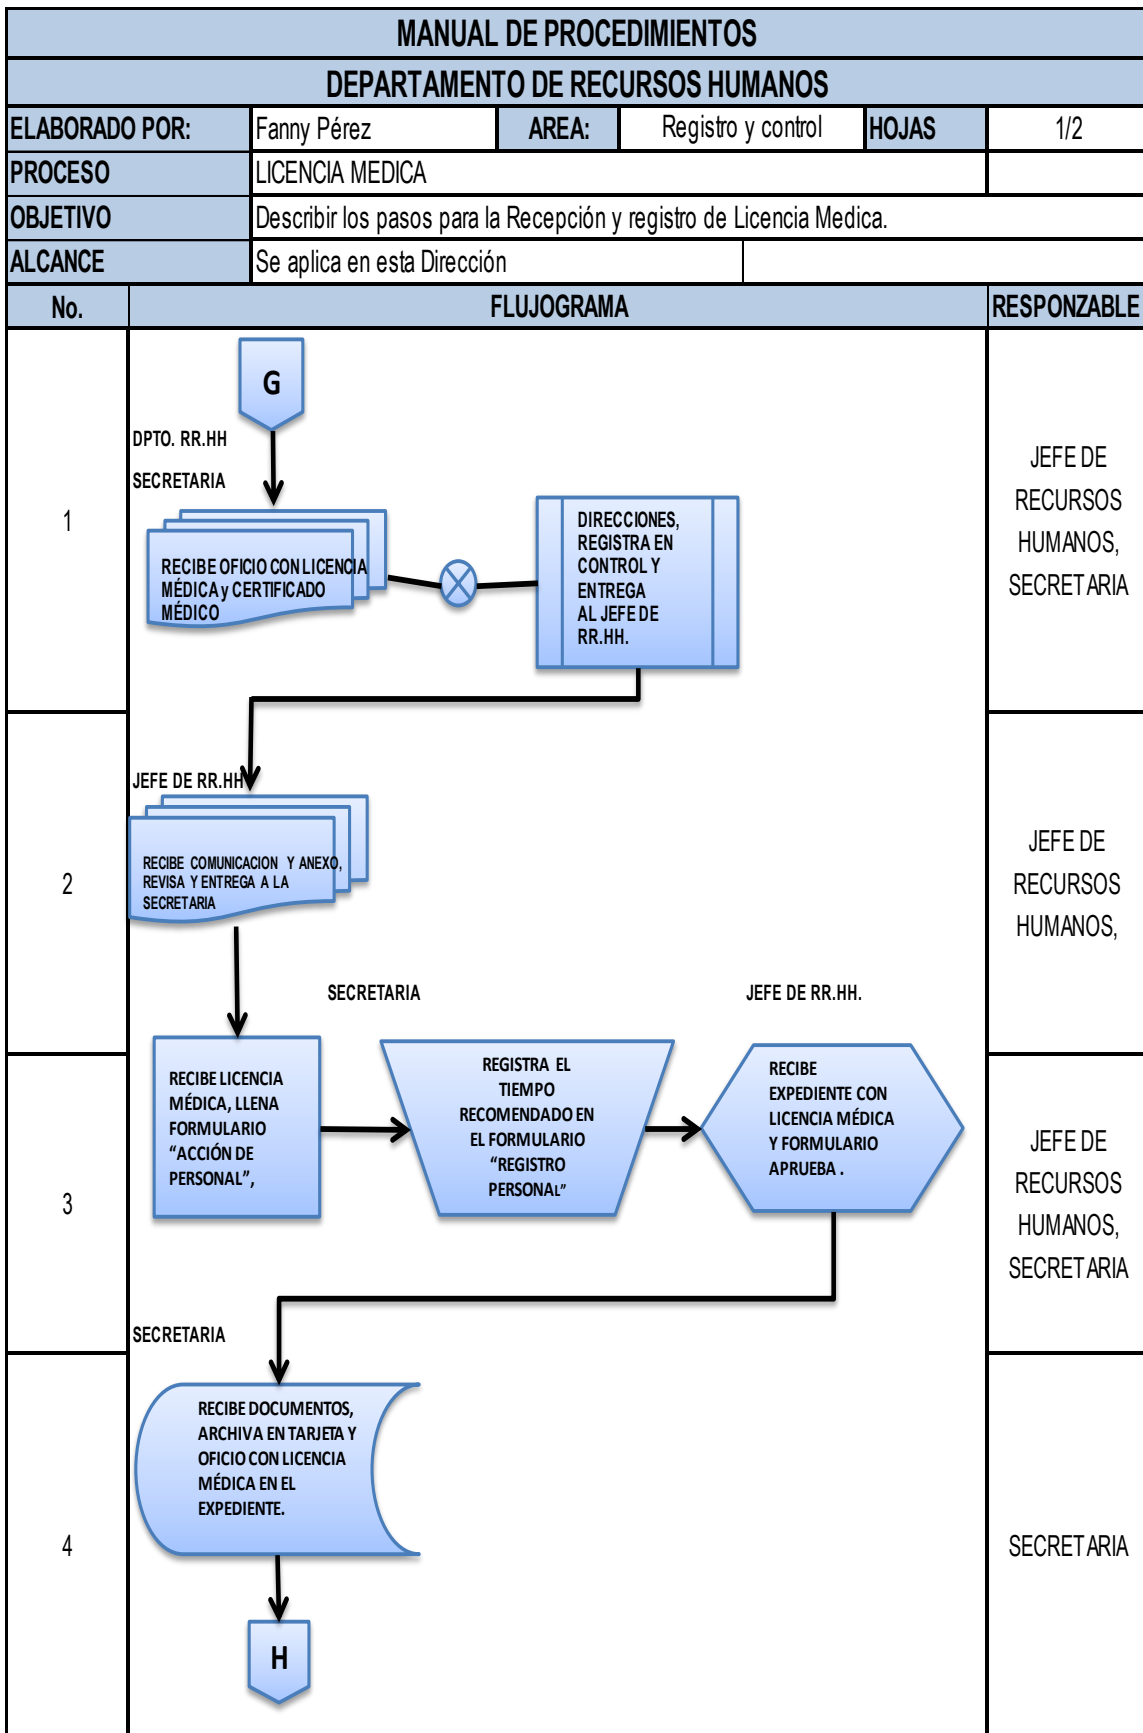 MANUAL DE PROCEDIMIENTOS
DEPARTAMENTO DE RECURSOS HUMANOS
ELABORADO POR: Fanny Pérez AREA: Registro y control HOJAS 1/2
PROCESO LICENCIA MEDICA
OBJETIVO Describir los pasos para la Recepción y registro de Licencia Medica.
ALCANCE Se aplica en esta Dirección
No. FLUJOGRAMA RESPONZABLE
1
G
DPTO. RR.HH
SECRETARIA
RECIBE OFICIO CON LICENCIA
MÉDICA y CERTIFICADO
MÉDICO
DIRECCIONES,
REGISTRA EN
CONTROL Y
ENTREGA
AL JEFE DE
RR.HH.
JEFE DE
RECURSOS
HUMANOS,
SECRETARIA
2
JEFE DE RR.HH
RECIBE COMUNICACION Y ANEXO,
REVISA Y ENTREGA A LA
SECRETARIA
JEFE DE
RECURSOS
HUMANOS,
SECRETARIA
JEFE DE RR.HH.
3
RECIBE LICENCIA
MÉDICA, LLENA
FORMULARIO
“ACCIÓN DE
PERSONAL”,
REGISTRA EL
TIEMPO
RECOMENDADO EN
EL FORMULARIO
“REGISTRO
PERSONAL”
RECIBE
EXPEDIENTE CON
LICENCIA MÉDICA
Y FORMULARIO
APRUEBA .
JEFE DE
RECURSOS
HUMANOS,
SECRETARIA
SECRETARIA
4
RECIBE DOCUMENTOS,
ARCHIVA EN TARJETA Y
OFICIO CON LICENCIA
MÉDICA EN EL
EXPEDIENTE.
H
SECRETARIA